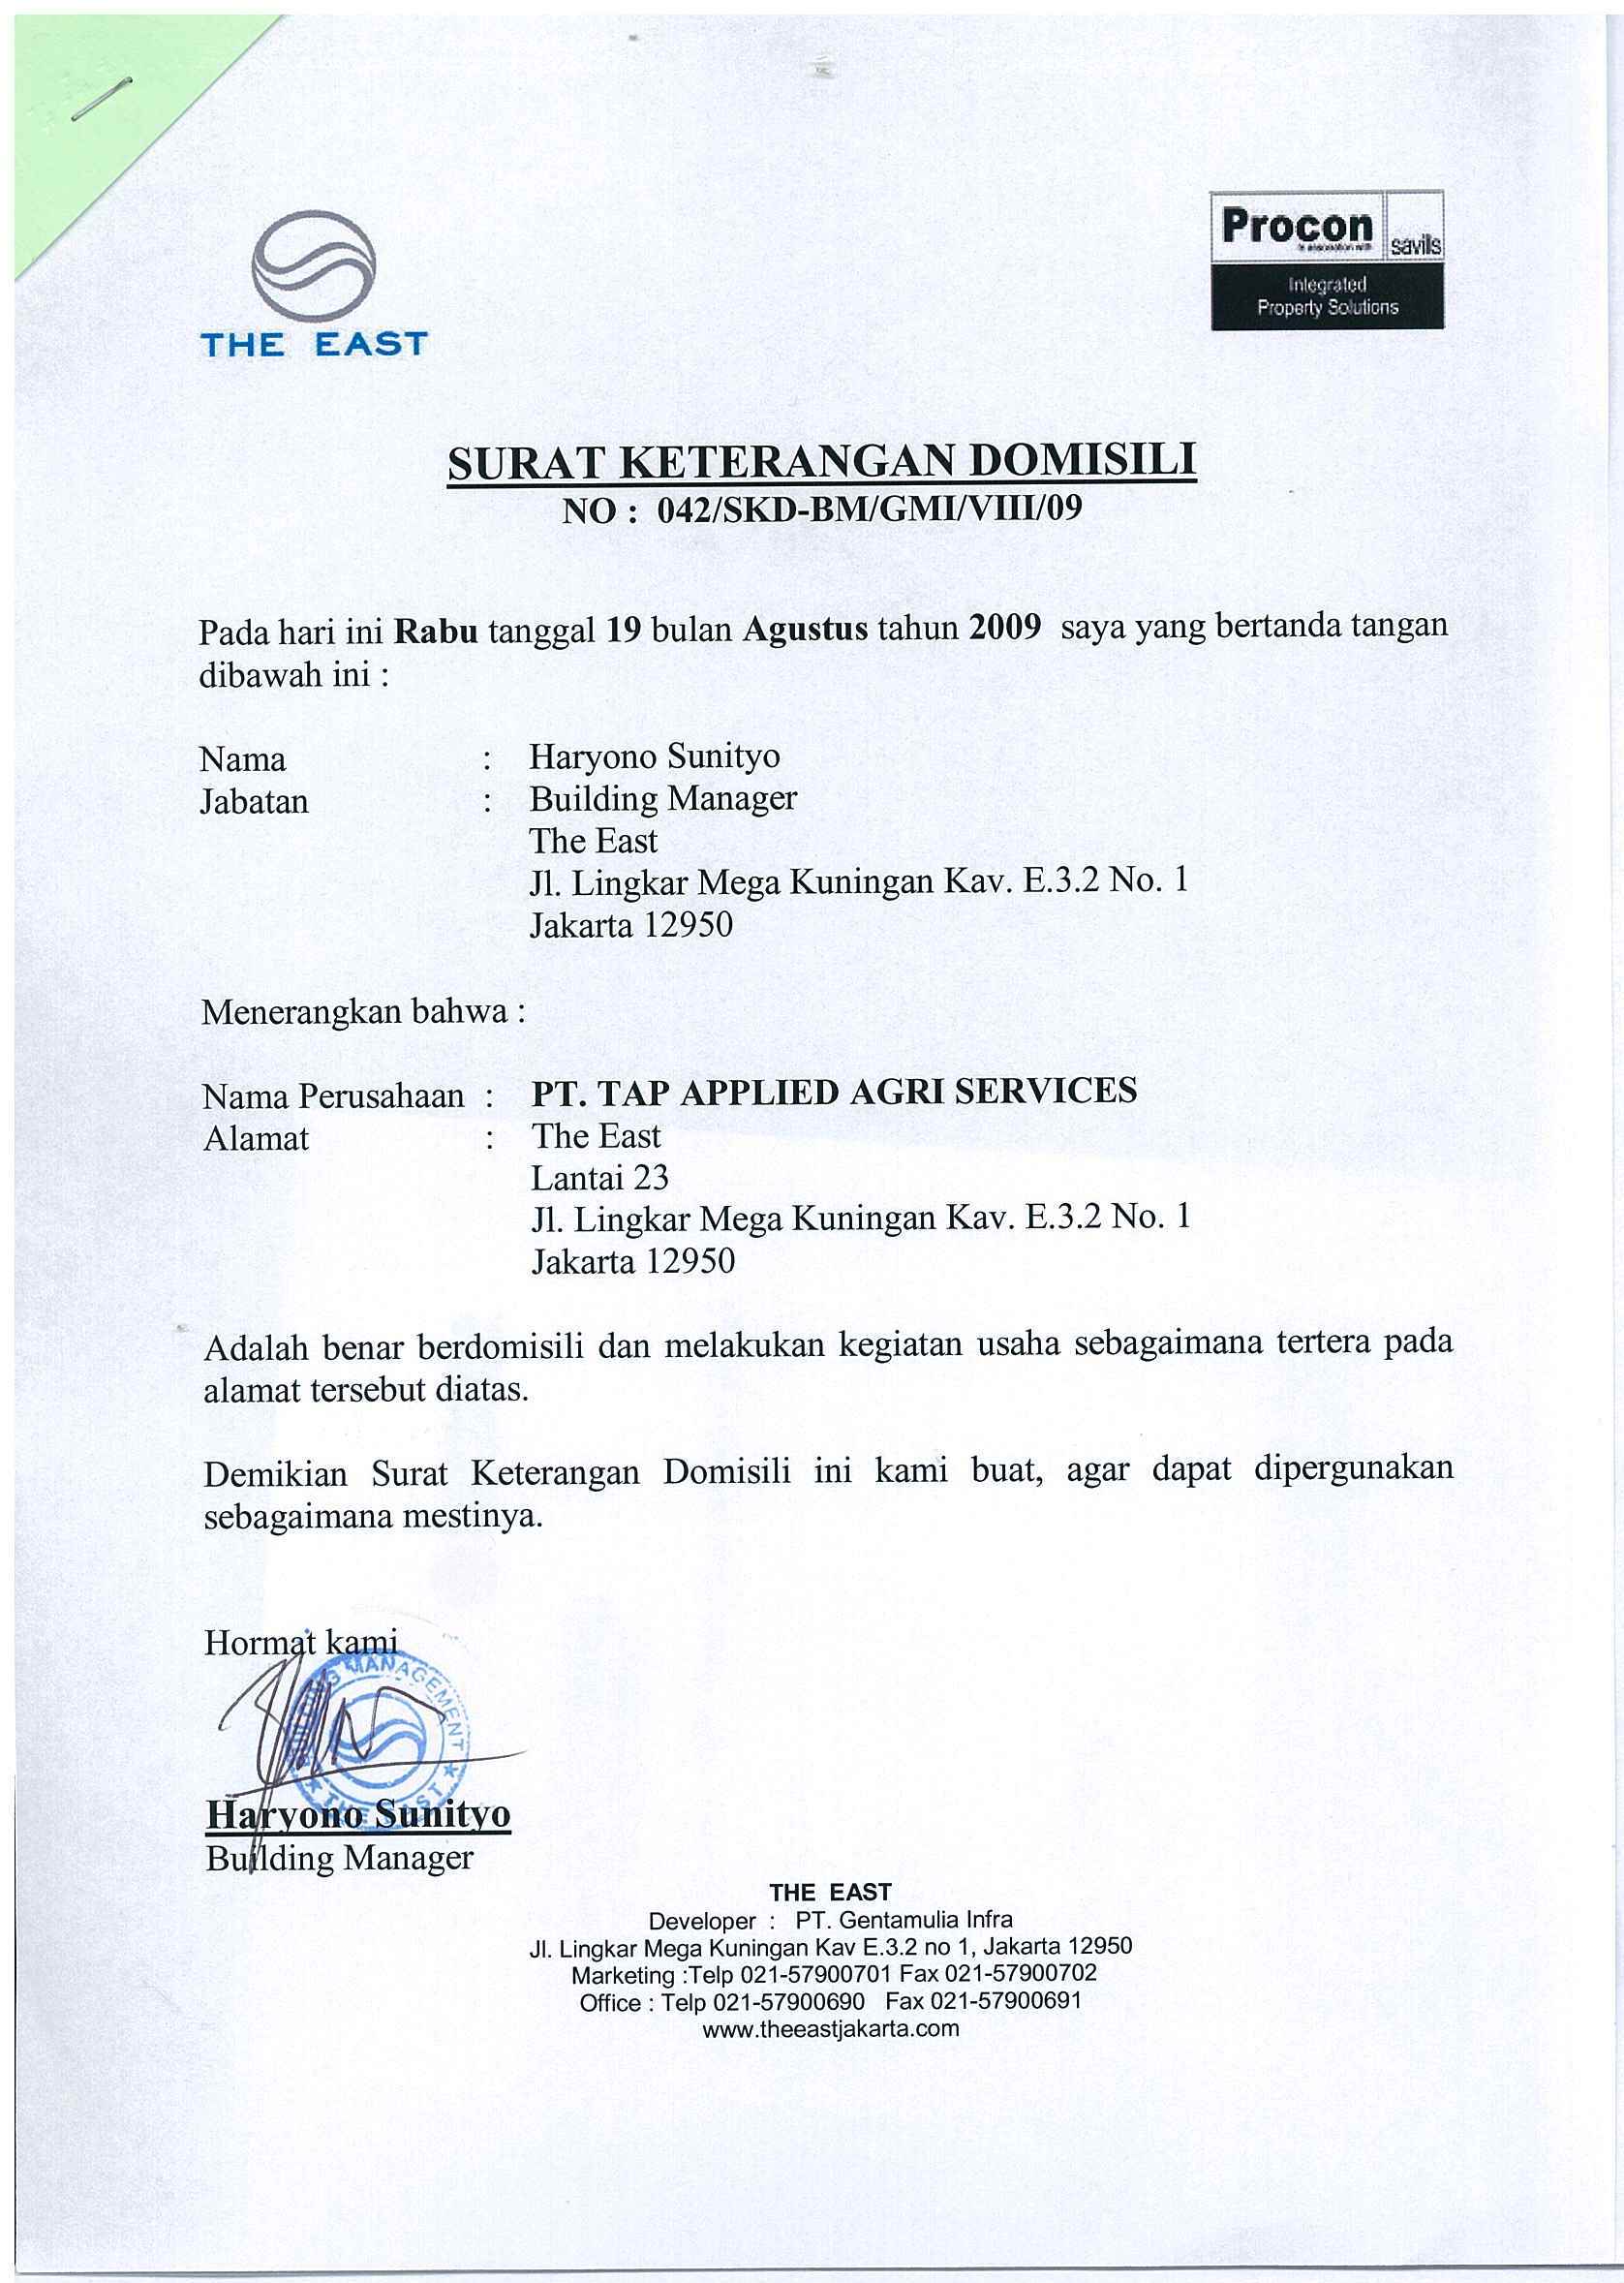 THE EAST
Procon
in association with
savills
Integrated
Property Solutions
SURAT KETERANGAN DOMISILI
NO : 042/SKD-BM/GMI/VIII/09
Pada hari ini Rabu tanggal 19 bulan Agustus tahun 2009 saya yang bertanda tangan
dibawah ini :
Nama : Haryono Sunityo
Jabatan : Building Manager
The East
Jl. Lingkar Mega Kuningan Kav. E.3.2 No. 1
Jakarta 12950
Menerangkan bahwa :
Nama Perusahaan : PT. TAP APPLIED AGRI SERVICES
Alamat : The East
Lantai 23
Jl. Lingkar Mega Kuningan Kav. E.3.2 No. 1
Jakarta 12950
Adalah benar berdomisili dan melakukan kegiatan usaha sebagaimana tertera pada
alamat tersebut diatas.
Demikian Surat Keterangan Domisili ini kami buat, agar dapat dipergunakan
sebagaimana mestinya.
Hormat kami
BUILDING MANAGEMENT
THE EAST
Haryono Sunityo
Building Manager
THE EAST
Developer : PT. Gentamulia Infra
Jl. Lingkar Mega Kuningan Kav E.3.2 no 1, Jakarta 12950
Marketing :Telp 021-57900701 Fax 021-57900702
Office : Telp 021-57900690 Fax 021-57900691
www.theeastjakarta.com